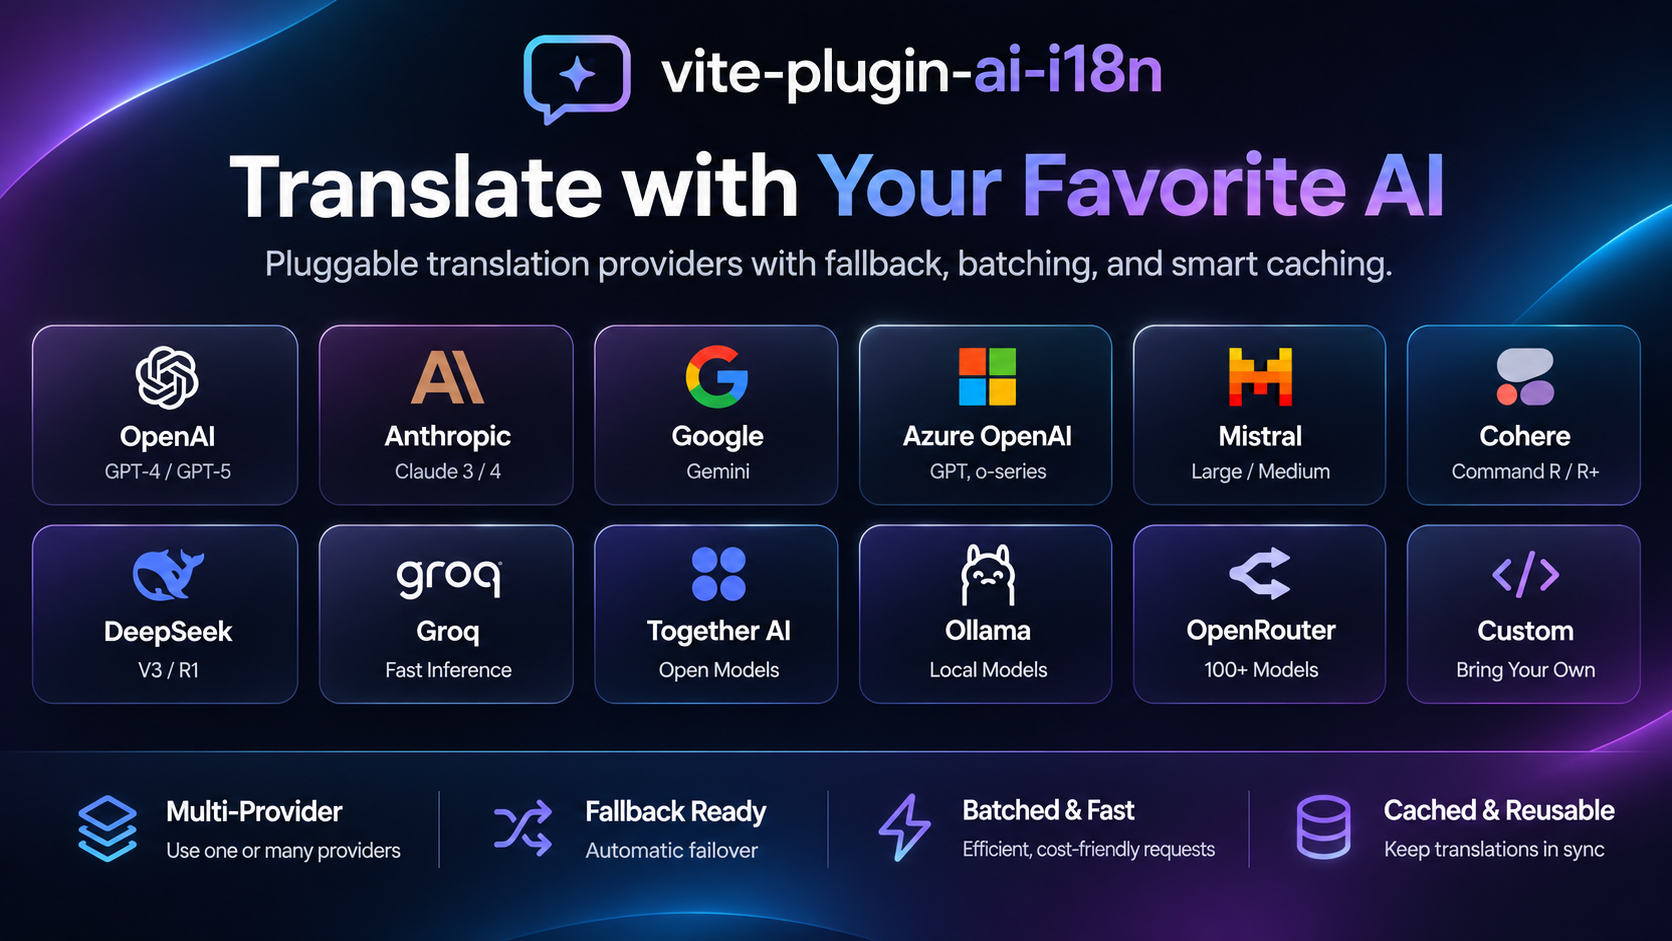 vite-plugin-ai-i18n
Translate with Your Favorite AI
Pluggable translation providers with fallback, batching, and smart caching.
OpenAI
GPT-4 / GPT-5
Anthropic
Claude 3 / 4
Google
Gemini
Azure OpenAI
GPT, o-series
Mistral
Large / Medium
Cohere
Command R / R+
DeepSeek
V3 / R1
groq
Groq
Fast Inference
Together AI
Open Models
Ollama
Local Models
OpenRouter
100+ Models
</>
Custom
Bring Your Own
Multi-Provider
Use one or many providers
Fallback Ready
Automatic failover
Batched & Fast
Efficient, cost-friendly requests
Cached & Reusable
Keep translations in sync